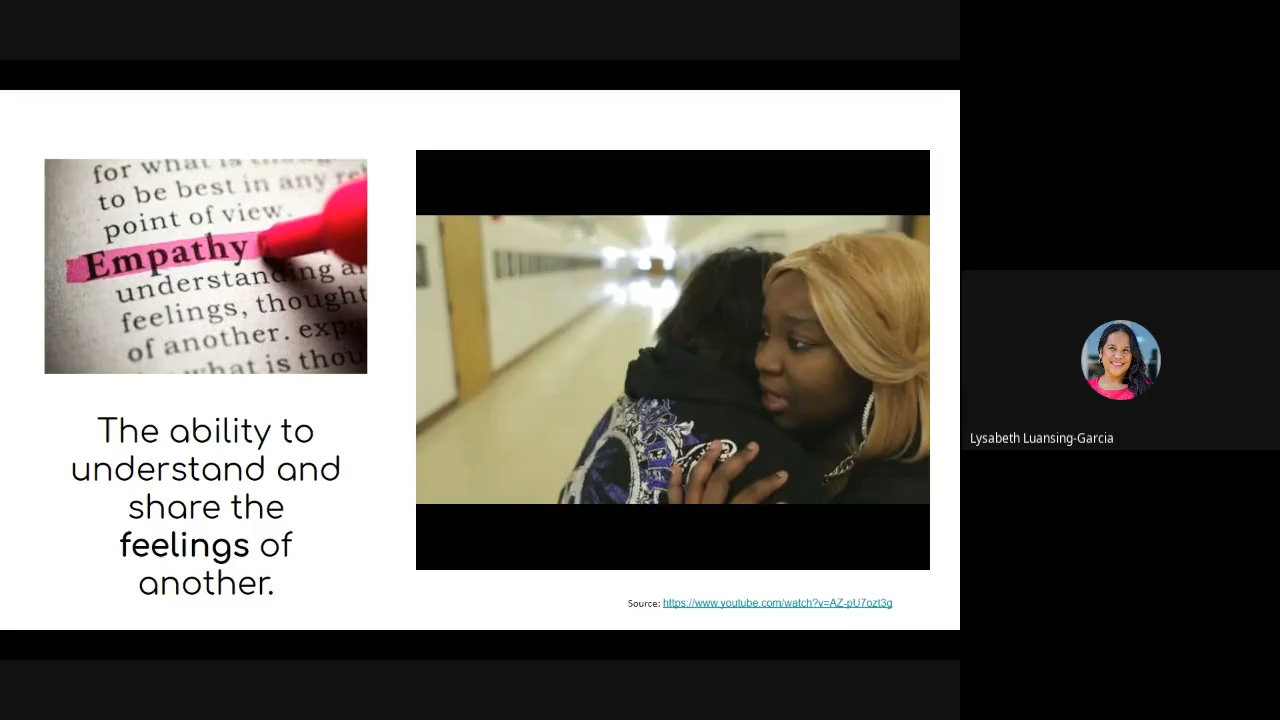 for what is
to be best in any
point of view.
Empathy
understanding
feelings, thought
of another.
what is thou
The ability to
understand and
share the
feelings of
another.
Source: https://www.youtube.com/watch?v=AZ-pU7ozt3g
Lysabeth Luansing-Garcia